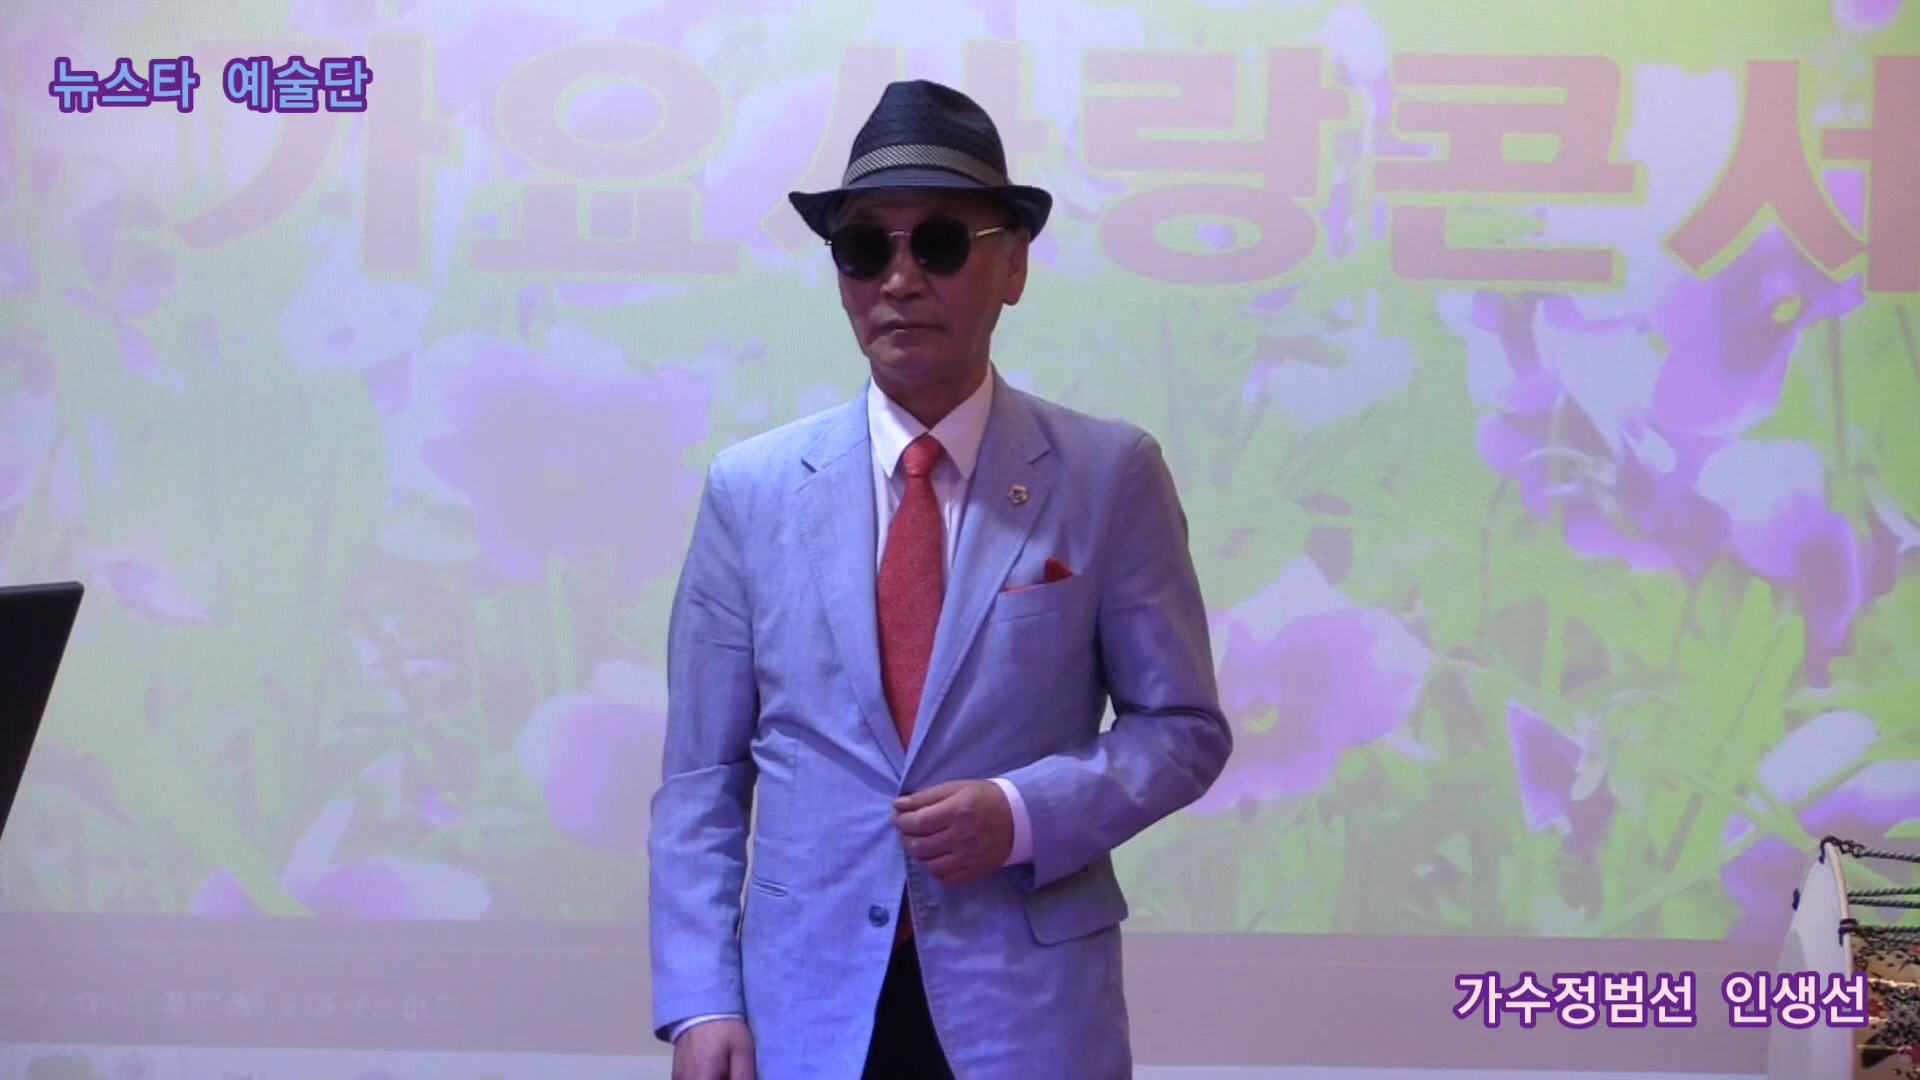 뉴스타 예술단
가요사랑콘서
가수정범선 인생선